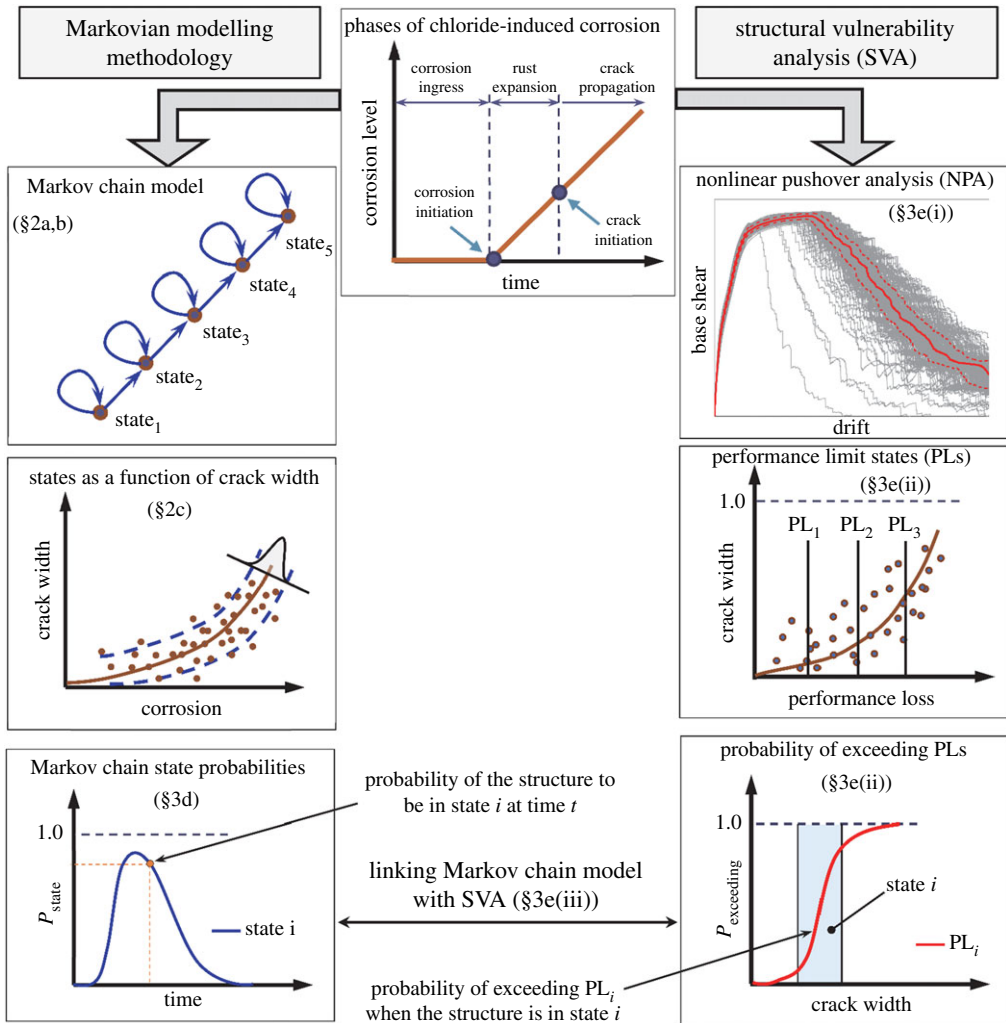 Markovian modelling
methodology
phases of chloride-induced corrosion
corrosion
ingress
rust
expansion
crack
propagation
corrosion level
corrosion
initiation
crack
initiation
time
structural vulnerability
analysis (SVA)
Markov chain model
(§2a,b)
state1
state2
state3
state4
state5
nonlinear pushover analysis (NPA)
(§3e(i))
base shear
drift
states as a function of crack width
(§2c)
crack width
corrosion
performance limit states (PLs)
(§3e(ii))
1.0
PL1
PL2
PL3
crack width
performance loss
Markov chain state probabilities
(§3d)
1.0
Pstate
state i
time
probability of the structure to
be in state i at time t
linking Markov chain model
with SVA (§3e(iii))
probability of exceeding PLi
when the structure is in state i
probability of exceeding PLs
(§3e(ii))
1.0
Pexceeding
state i
PLi
crack width